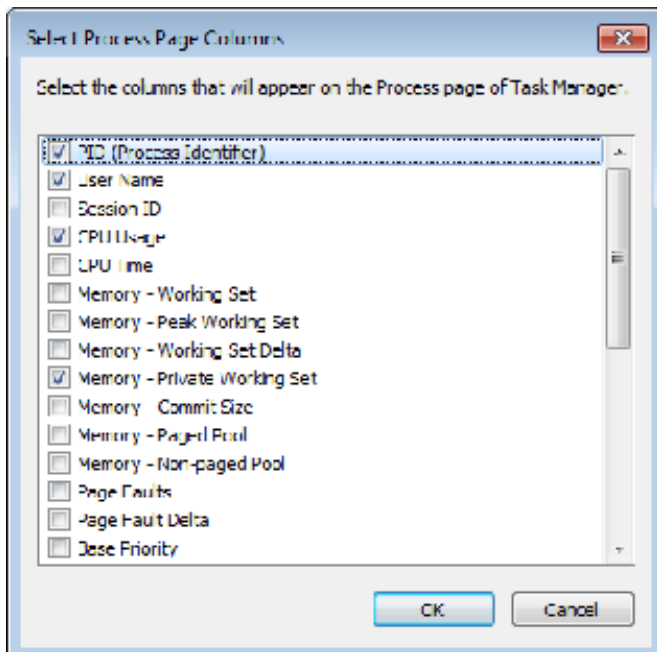 Select Process Page Columns
Select the columns that will appear on the Process page of Task Manager.
PID (Process Identifier)
User Name
Session ID
CPU Usage
CPU Time
Memory - Working Set
Memory - Peak Working Set
Memory - Working Set Delta
Memory - Private Working Set
Memory - Commit Size
Memory - Paged Pool
Memory - Non-paged Pool
Page Faults
Page Fault Delta
Base Priority
OK Cancel